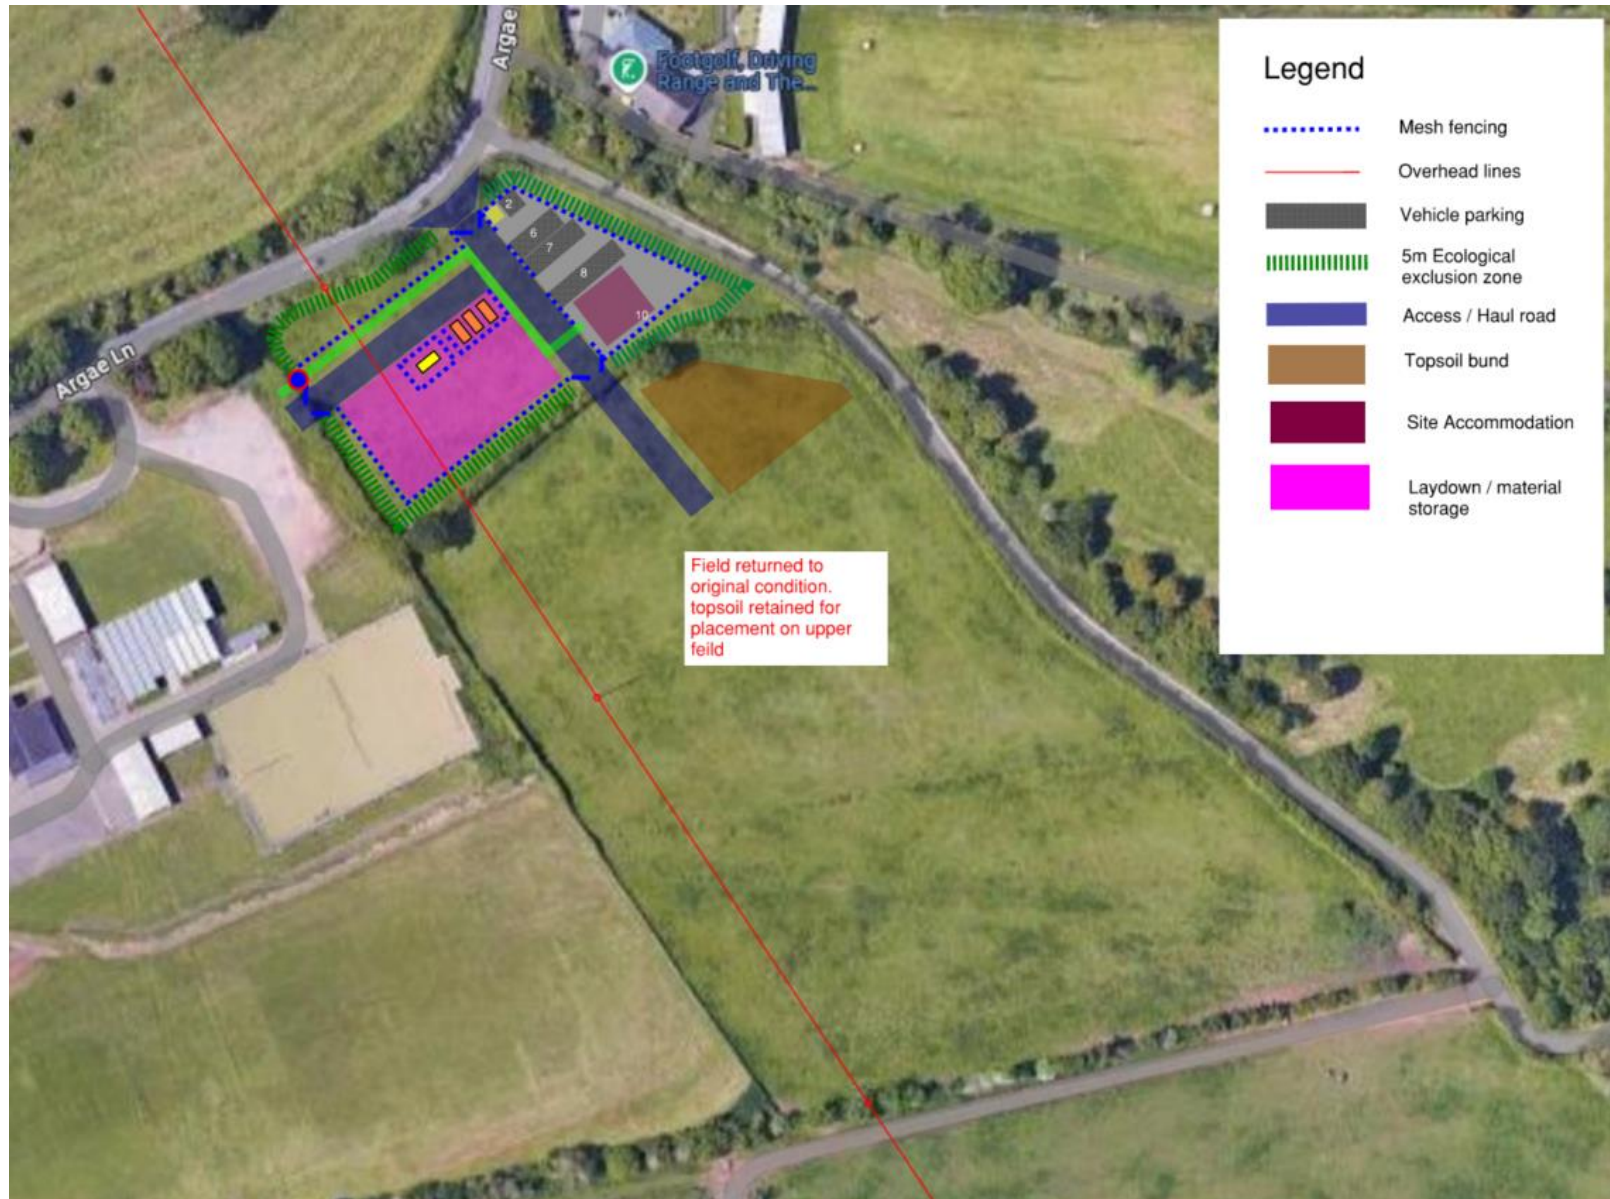 Argae
Footgolf, Driving
Range and The...
Argae Ln
2
6
7
8
10
Field returned to
original condition.
topsoil retained for
placement on upper
feild
Legend
Mesh fencing
Overhead lines
Vehicle parking
5m Ecological
exclusion zone
Access / Haul road
Topsoil bund
Site Accommodation
Laydown / material
storage